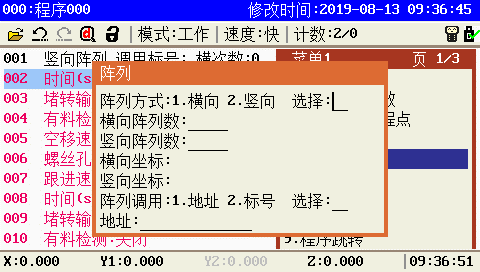 000:程序000 修改时间:2019-08-13 09:36:45
模式:工作 速度:快 计数:2/0
001 竖向阵列 调用标号: 横次数:0
菜单1 页 1/3
002 时间(s
阵列
003 堵转输 数
阵列方式:1.横向 2.竖向 选择:__
004 有料检 程点
横向阵列数:_____
005 空移速
竖向阵列数:_____
006 螺丝孔
横向坐标:
007 跟进速
竖向坐标:
008 时间(s
阵列调用:1.地址 2.标号 选择:__
009 堵转输
地址:______________
010 有料检测:关闭
9.程序跳转
X:0.000 Y1:0.000 Y2:0.000 Z:0.000 09:36:51